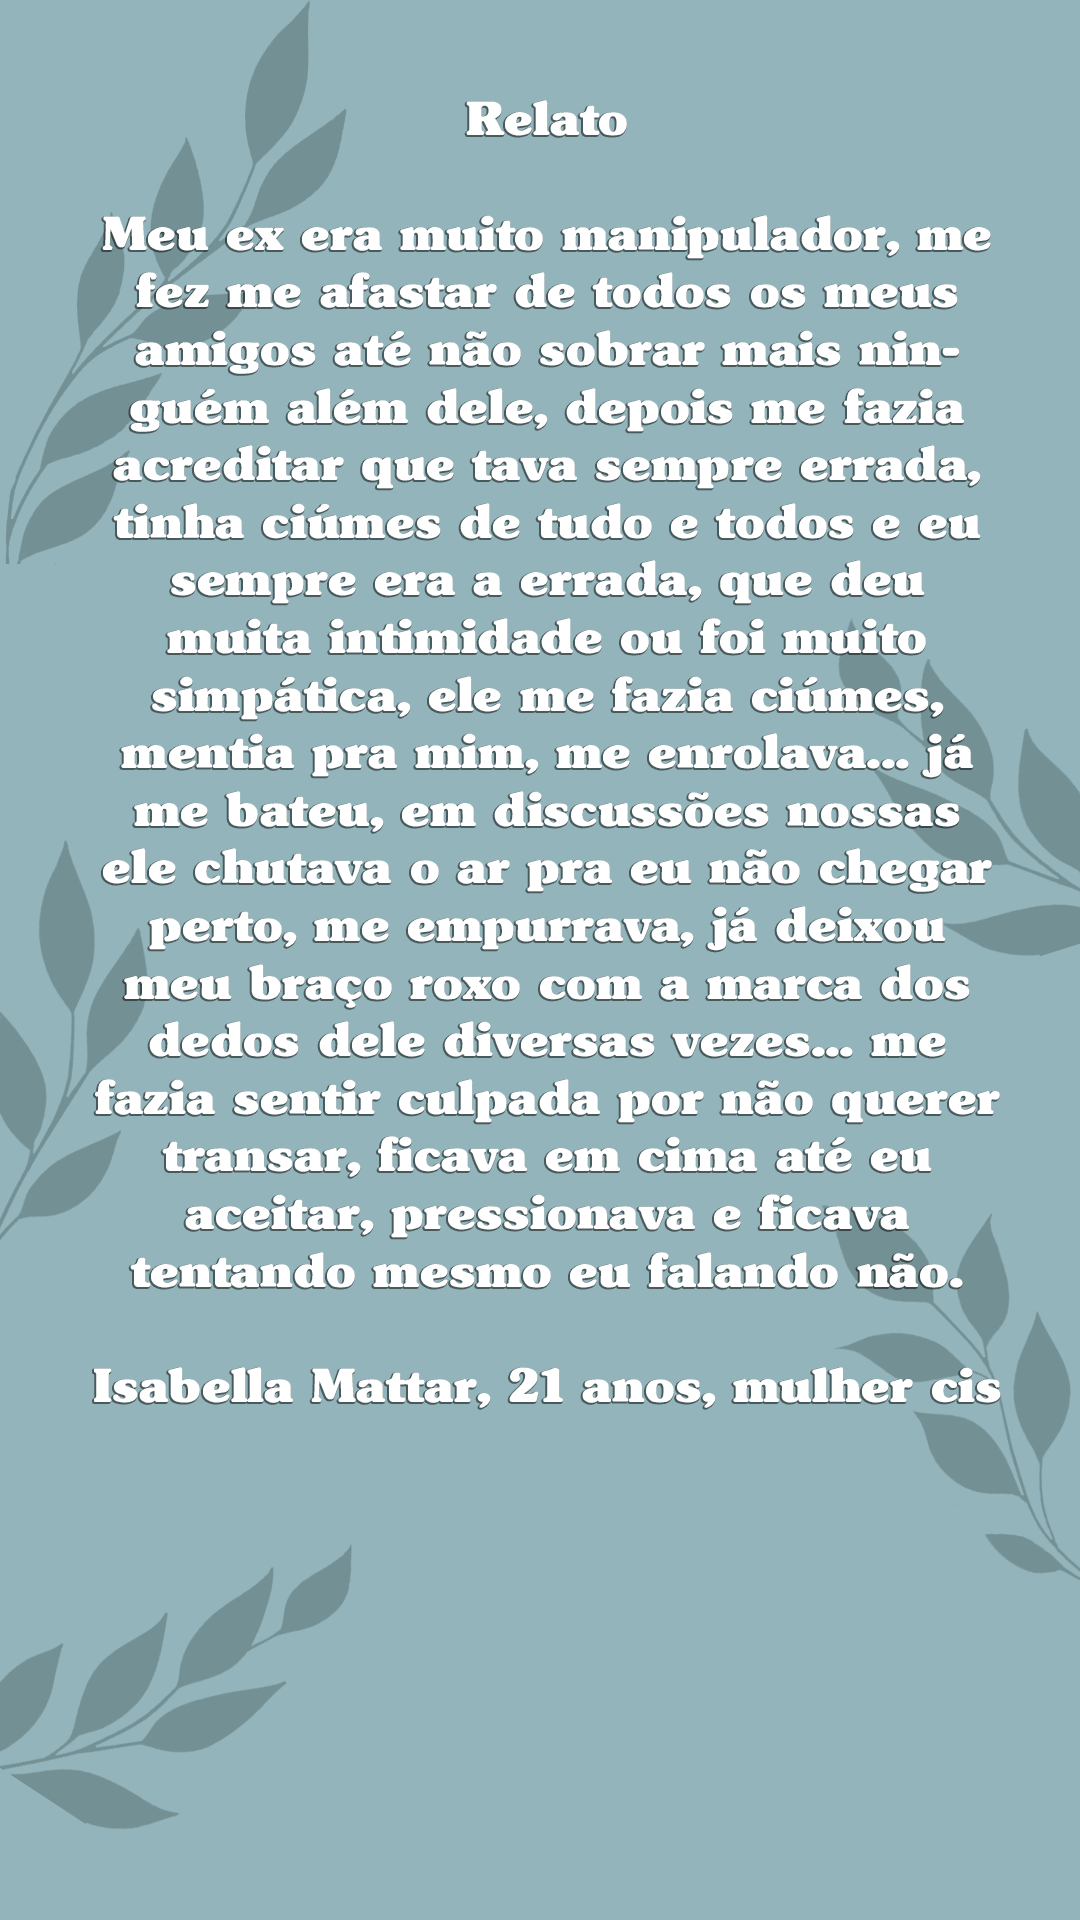 Relato
Meu ex era muito manipulador, me
fez me afastar de todos os meus
amigos até não sobrar mais nin-
guém além dele, depois me fazia
acreditar que tava sempre errada,
tinha ciúmes de tudo e todos e eu
sempre era a errada, que deu
muita intimidade ou foi muito
simpática, ele me fazia ciúmes,
mentia pra mim, me enrolava... já
me bateu, em discussões nossas
ele chutava o ar pra eu não chegar
perto, me empurrava, já deixou
meu braço roxo com a marca dos
dedos dele diversas vezes... me
fazia sentir culpada por não querer
transar, ficava em cima até eu
aceitar, pressionava e ficava
tentando mesmo eu falando não.
Isabella Mattar, 21 anos, mulher cis